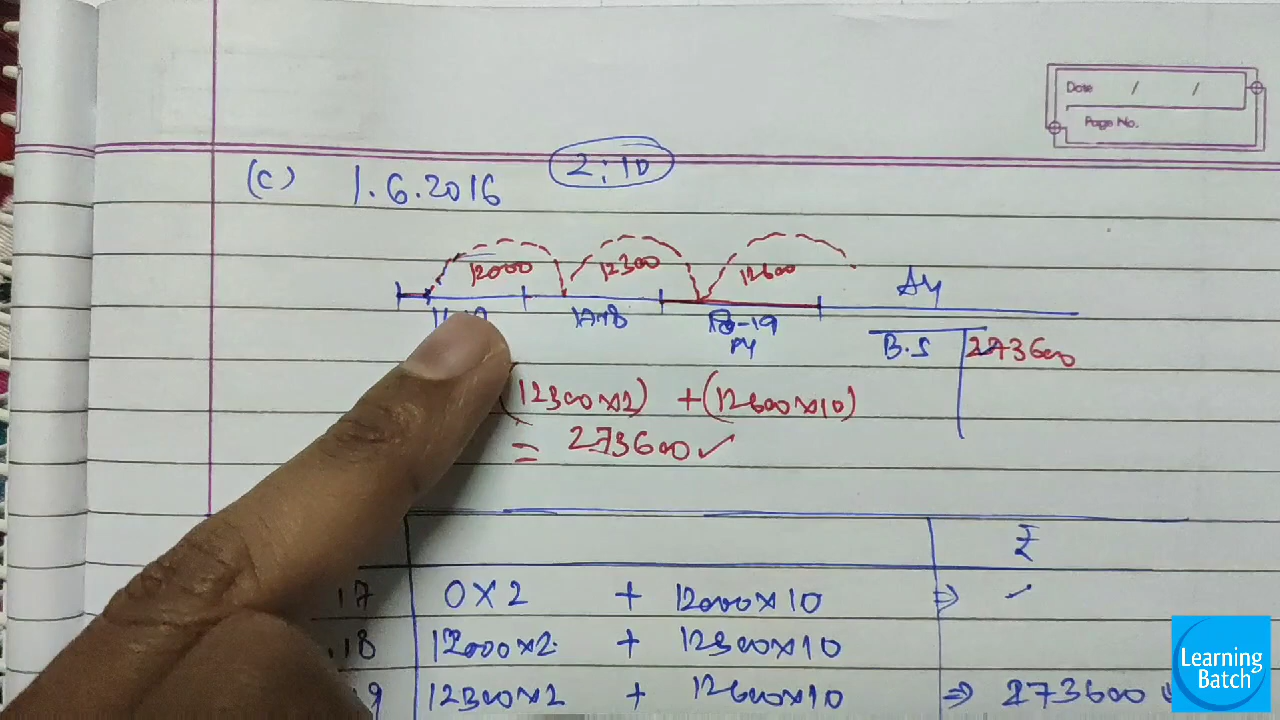 Date / /
Page No.
(C) 1.6.2016 2:10
12000 12300 12600
17-18 18-19 AY
PY B.S 273600
(12300×2) + (12600×10)
= 273600 ✓
₹
17 0×2 + 12000×10 ⇒
.18 12000×2 + 12300×10
9 12300×2 + 12600×10 ⇒ 273600
Learning
Batch